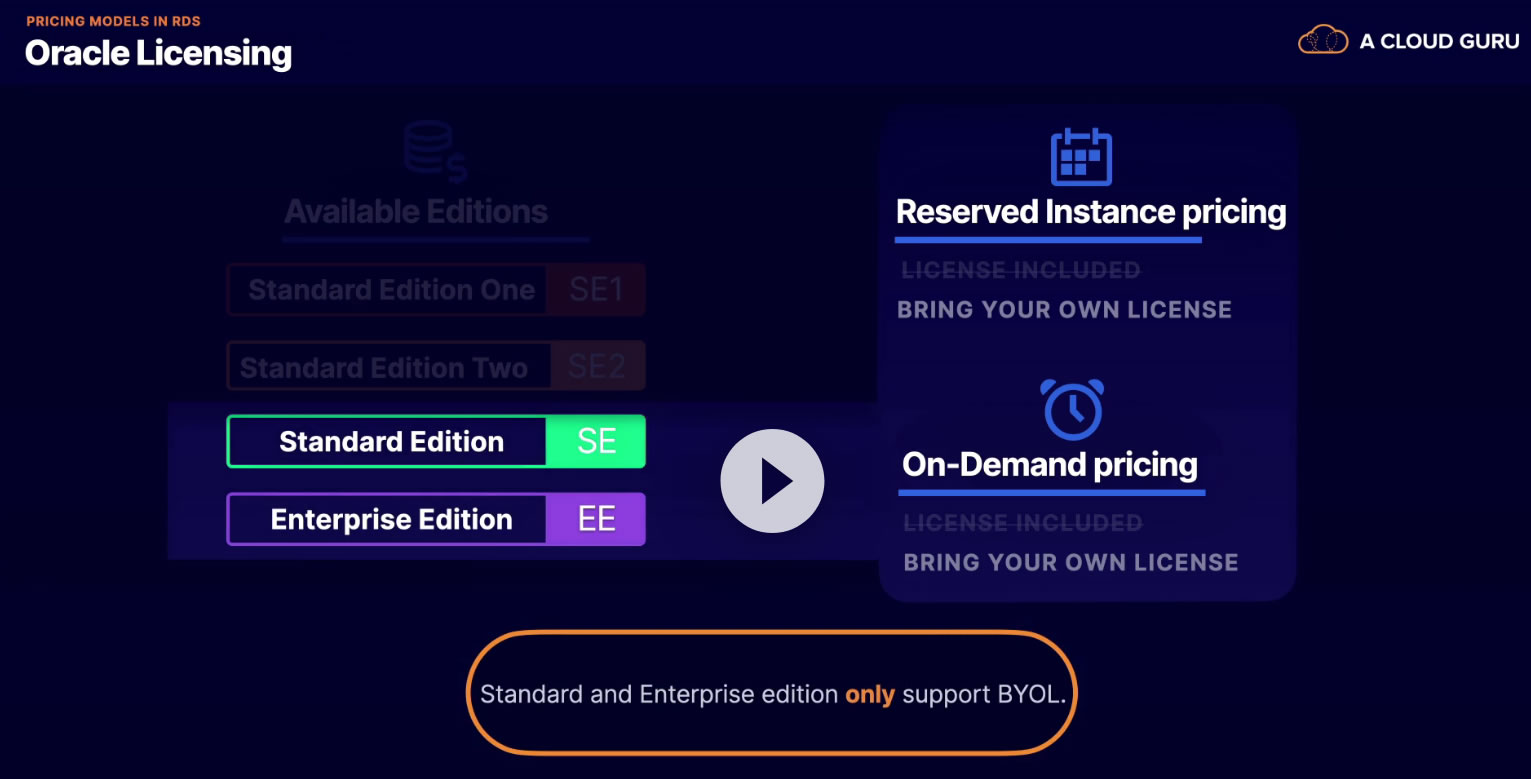 PRICING MODELS IN RDS
Oracle Licensing
A CLOUD GURU
Available Editions
Standard Edition One SE1
Standard Edition Two SE2
Standard Edition SE
Enterprise Edition EE
Reserved Instance pricing
LICENSE INCLUDED
BRING YOUR OWN LICENSE
On-Demand pricing
LICENSE INCLUDED
BRING YOUR OWN LICENSE
Standard and Enterprise edition only support BYOL.